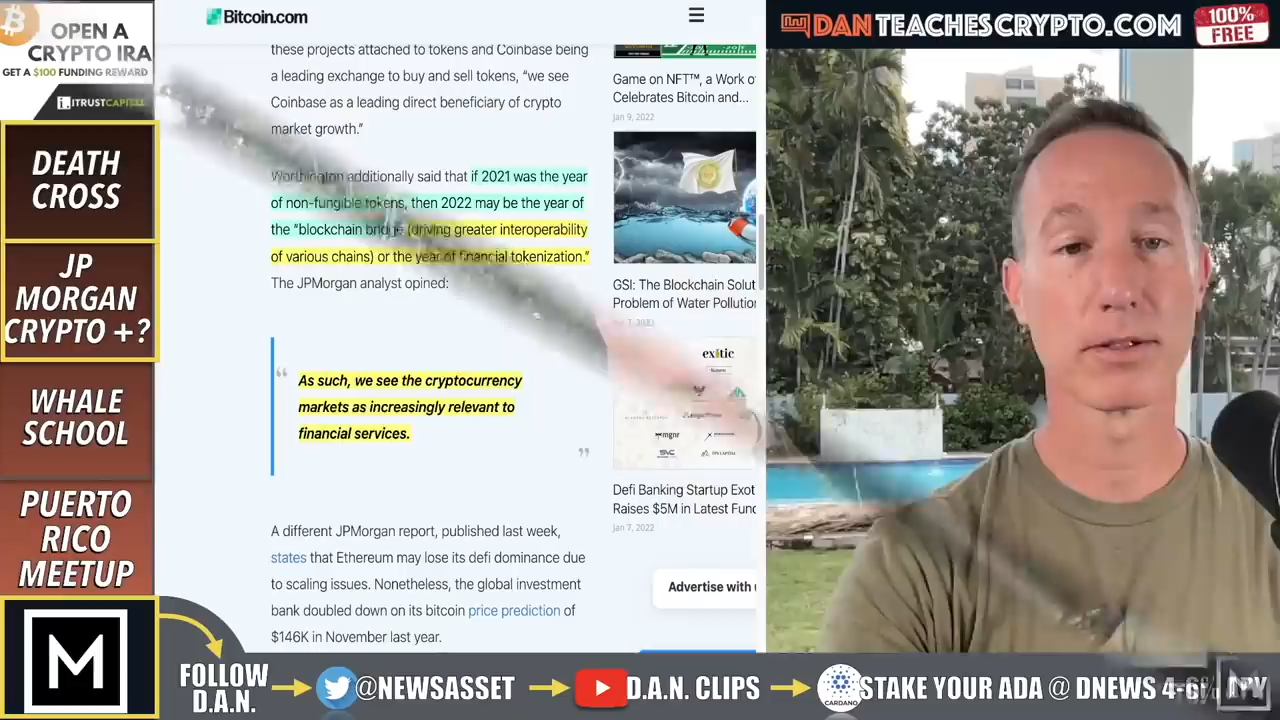 OPEN A
CRYPTO IRA
GET A $100 FUNDING REWARD
ITRUSTCAPITAL
DEATH
CROSS
JP
MORGAN
CRYPTO +?
WHALE
SCHOOL
PUERTO
RICO
MEETUP
M
Bitcoin.com
these projects attached to tokens and Coinbase being
a leading exchange to buy and sell tokens, “we see
Coinbase as a leading direct beneficiary of crypto
market growth.”
Worthington additionally said that if 2021 was the year
of non-fungible tokens, then 2022 may be the year of
the “blockchain bridge (driving greater interoperability
of various chains) or the year of financial tokenization.”
The JPMorgan analyst opined:
“ As such, we see the cryptocurrency
markets as increasingly relevant to
financial services.
”
A different JPMorgan report, published last week,
states that Ethereum may lose its defi dominance due
to scaling issues. Nonetheless, the global investment
bank doubled down on its bitcoin price prediction of
$146K in November last year.
Game on NFT™, a Work o
Celebrates Bitcoin and...
Jan 9, 2022
GSI: The Blockchain Solut
Problem of Water Pollution
exotic
mgnr
Defi Banking Startup Exot
Raises $5M in Latest Fund
Jan 7, 2022
Advertise with
DANTEACHESCRYPTO.COM
100%
FREE
FOLLOW
D.A.N.
@NEWSASSET
D.A.N. CLIPS
CARDANO
STAKE YOUR ADA @ DNEWS 4-6